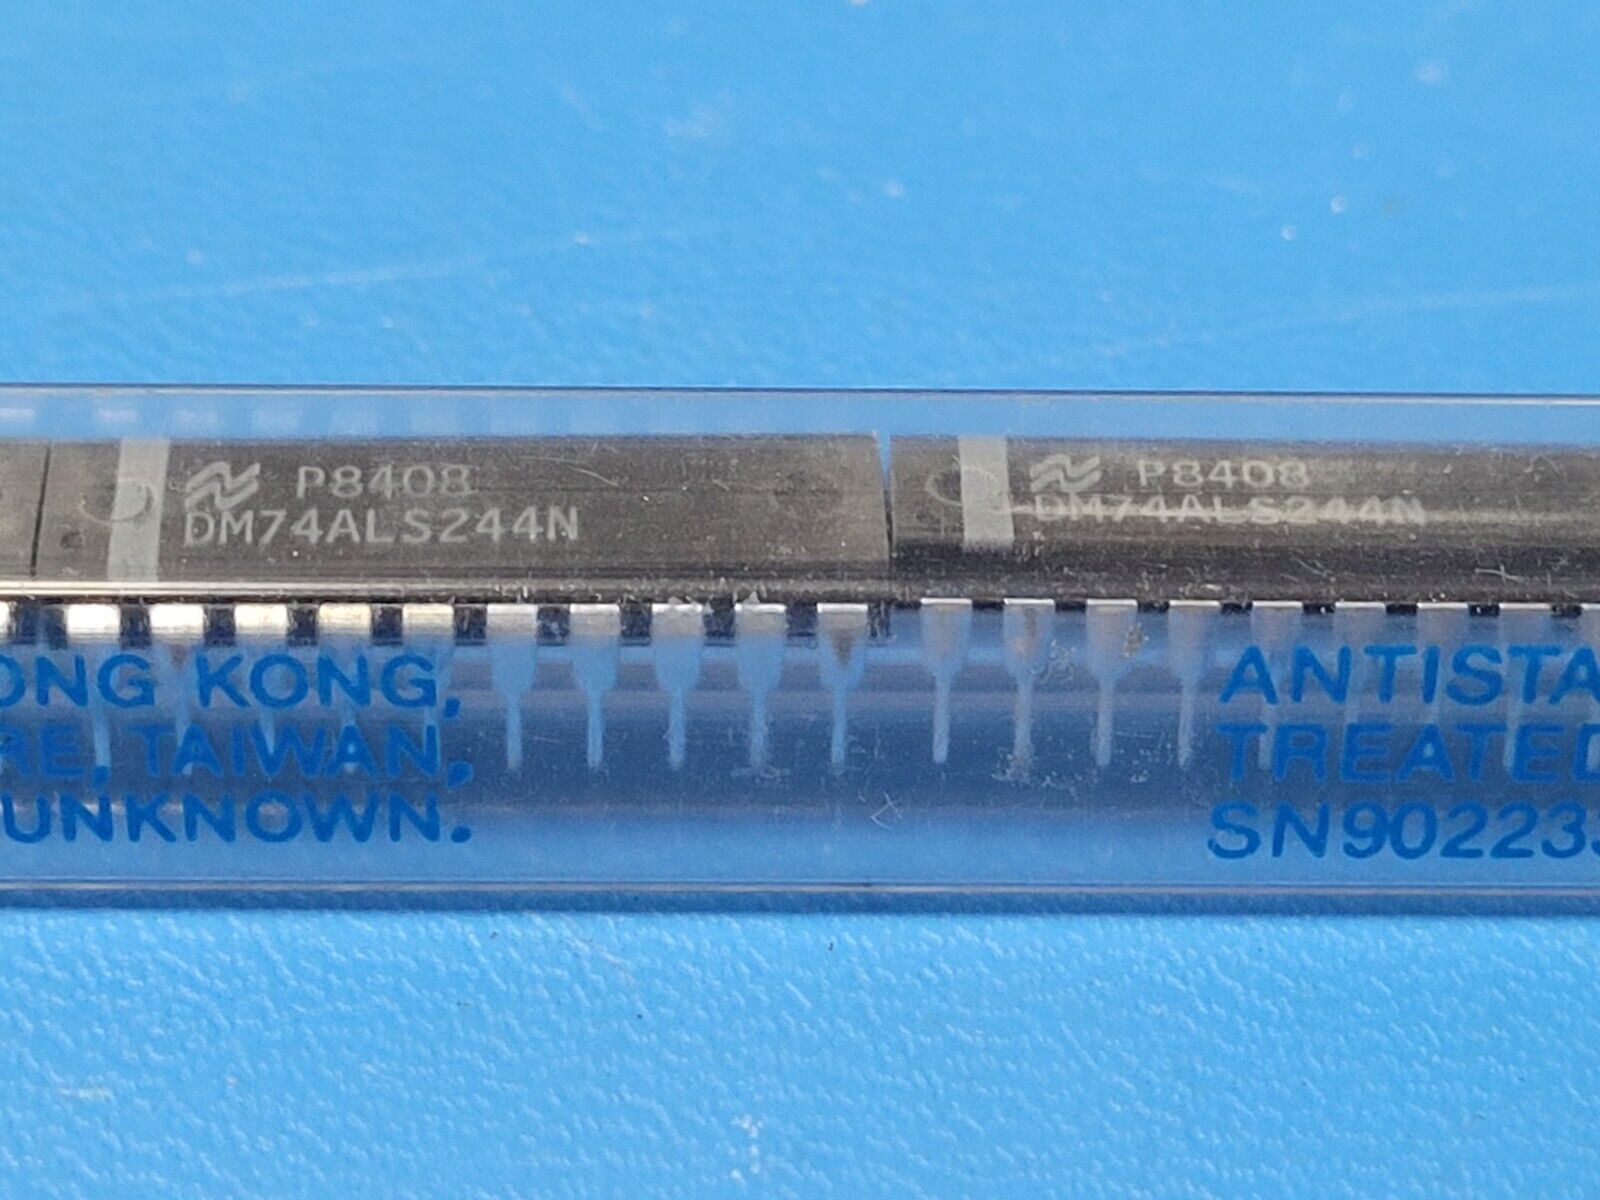 P8408
DM74ALS244N
P8408
DM74ALS244N
ONG KONG,
RE, TAIWAN,
UNKNOWN.
ANTISTA
TREATED
SN90223